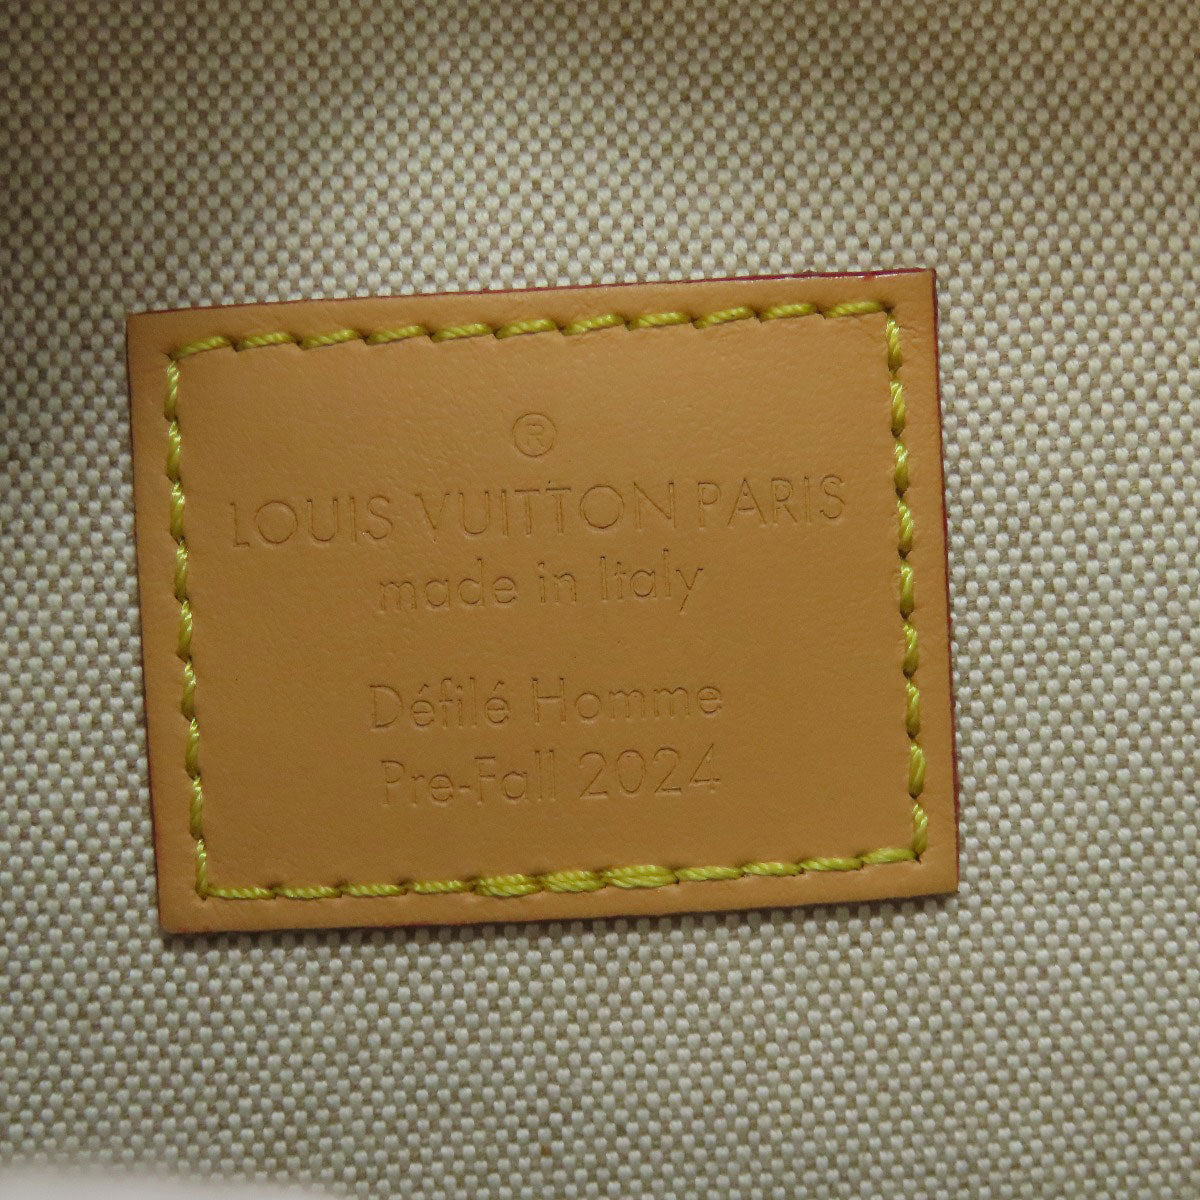 ®
LOUIS VUITTON PARIS
made in Italy
Défilé Homme
Pre-Fall 2024